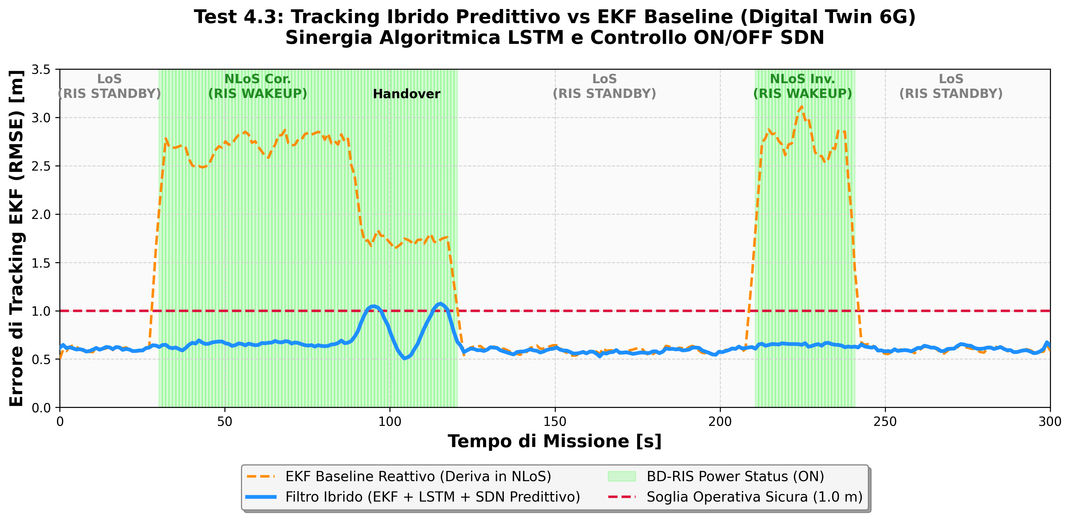 Test 4.3: Tracking Ibrido Predittivo vs EKF Baseline (Digital Twin 6G)
Sinergia Algoritmica LSTM e Controllo ON/OFF SDN
Errore di Tracking EKF (RMSE) [m]
3.5
3.0
2.5
2.0
1.5
1.0
0.5
0.0
LoS
(RIS STANDBY)
NLoS Cor.
(RIS WAKEUP)
Handover
LoS
(RIS STANDBY)
NLoS Inv.
(RIS WAKEUP)
LoS
(RIS STANDBY)
0 50 100 150 200 250 300
Tempo di Missione [s]
EKF Baseline Reattivo (Deriva in NLoS)
Filtro Ibrido (EKF + LSTM + SDN Predittivo)
BD-RIS Power Status (ON)
Soglia Operativa Sicura (1.0 m)